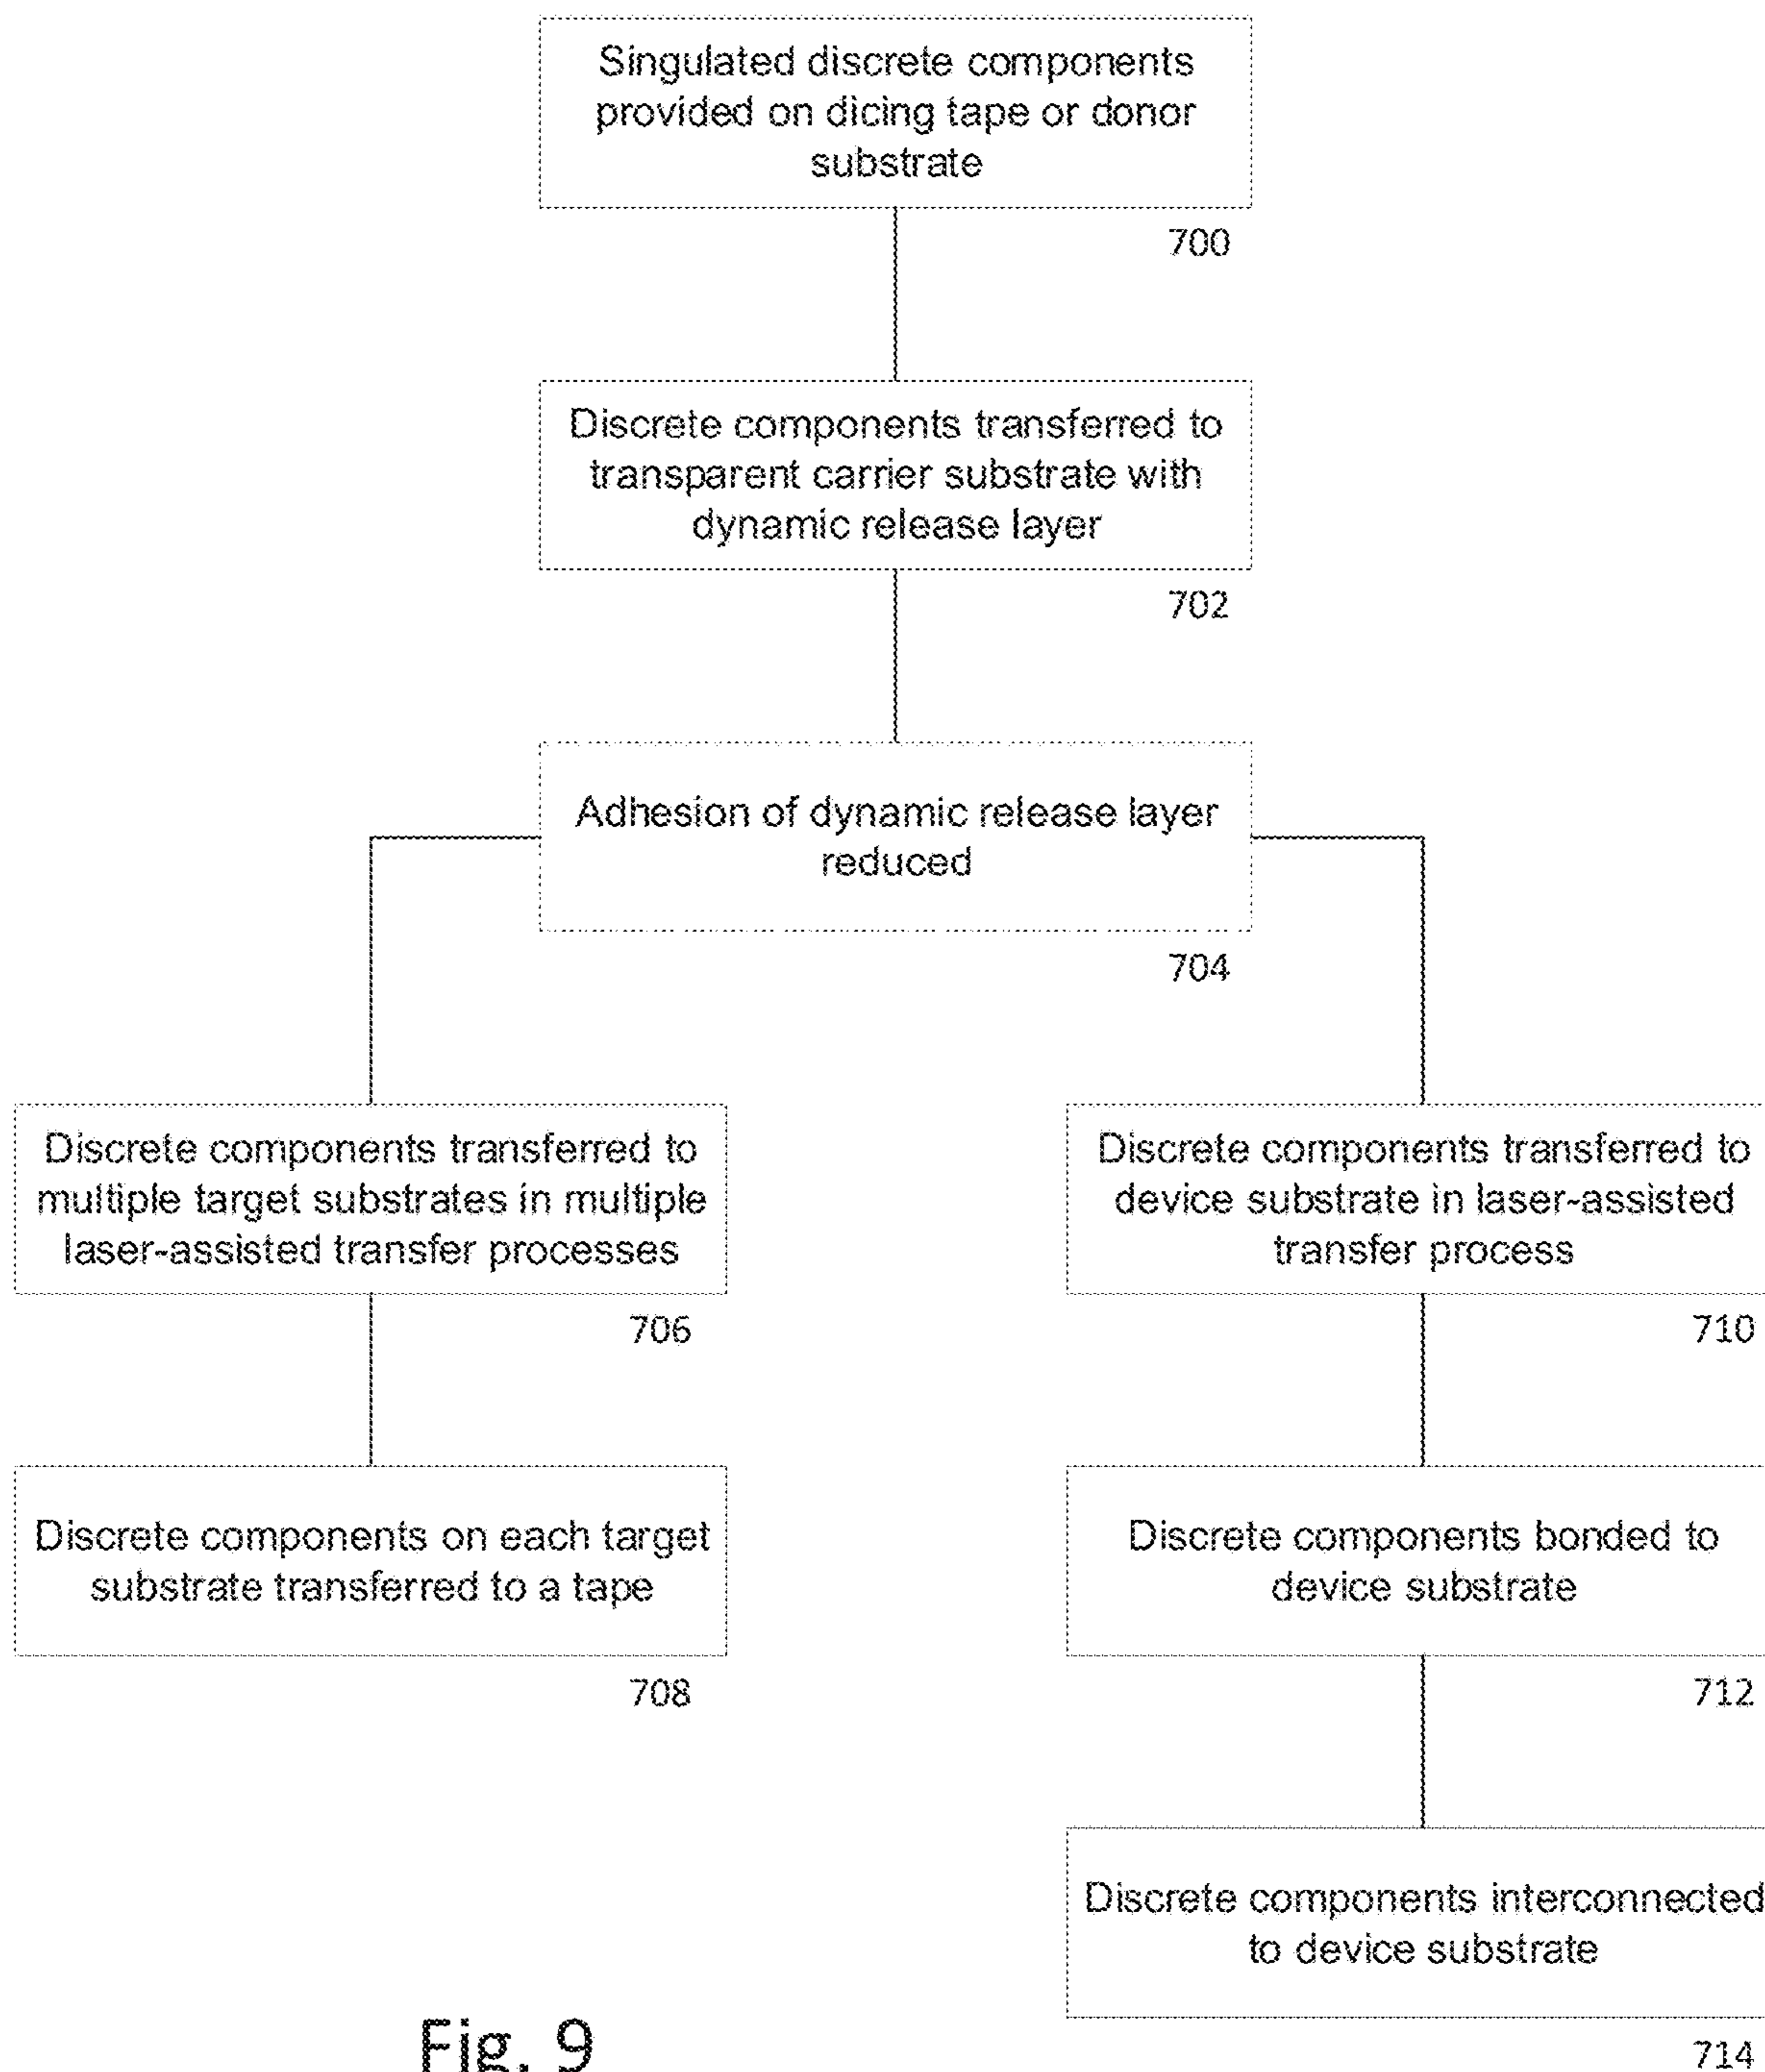 Singulated discrete components
provided on dicing tape or donor
substrate
700
Discrete components transferred to
transparent carrier substrate with
dynamic release layer
702
Adhesion of dynamic release layer
reduced
704
Discrete components transferred to
multiple target substrates in multiple
laser-assisted transfer processes
706
Discrete components on each target
substrate transferred to a tape
708
Discrete components transferred to
device substrate in laser-assisted
transfer process
710
Discrete components bonded to
device substrate
712
Discrete components interconnected
to device substrate
714
Fig. 9